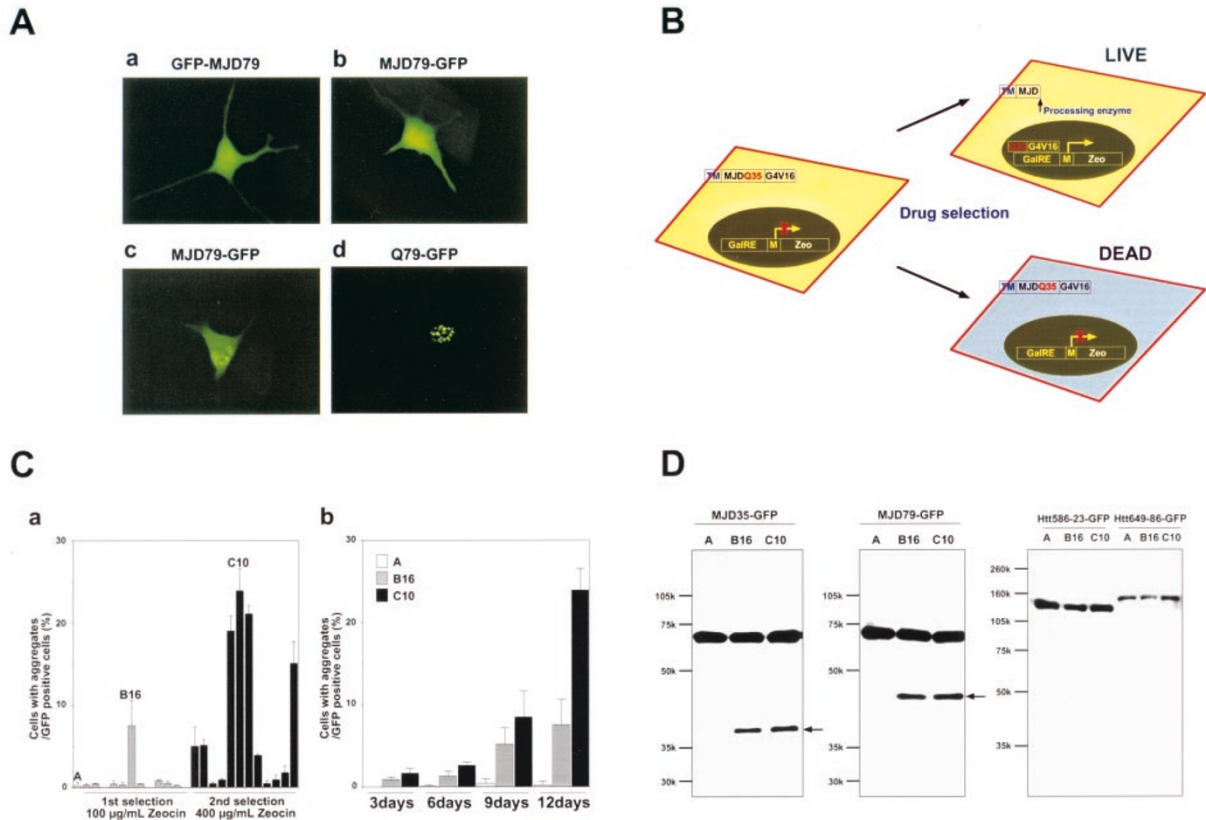 A
a
GFP-MJD79
b
MJD79-GFP
c
MJD79-GFP
d
Q79-GFP
B
LIVE
TM MJD
Processing enzyme
G4V16
GalRE M Zeo
TM MJDQ35 G4V16
GalRE M Zeo
Drug selection
DEAD
TM MJDQ35 G4V16
GalRE M Zeo
C
a
Cells with aggregates
/GFP positive cells (%)
30
20
10
0
A
B16
C10
1st selection
100 µg/mL Zeocin
2nd selection
400 µg/mL Zeocin
b
Cells with aggregates
/GFP positive cells (%)
30
20
10
0
A
B16
C10
3days 6days 9days 12days
D
MJD35-GFP
A B16 C10
105k
75k
50k
35k
30k
MJD79-GFP
A B16 C10
105k
75k
50k
35k
30k
Htt586-23-GFP Htt649-86-GFP
A B16 C10 A B16 C10
260k
160k
105k
75k
50k
35k